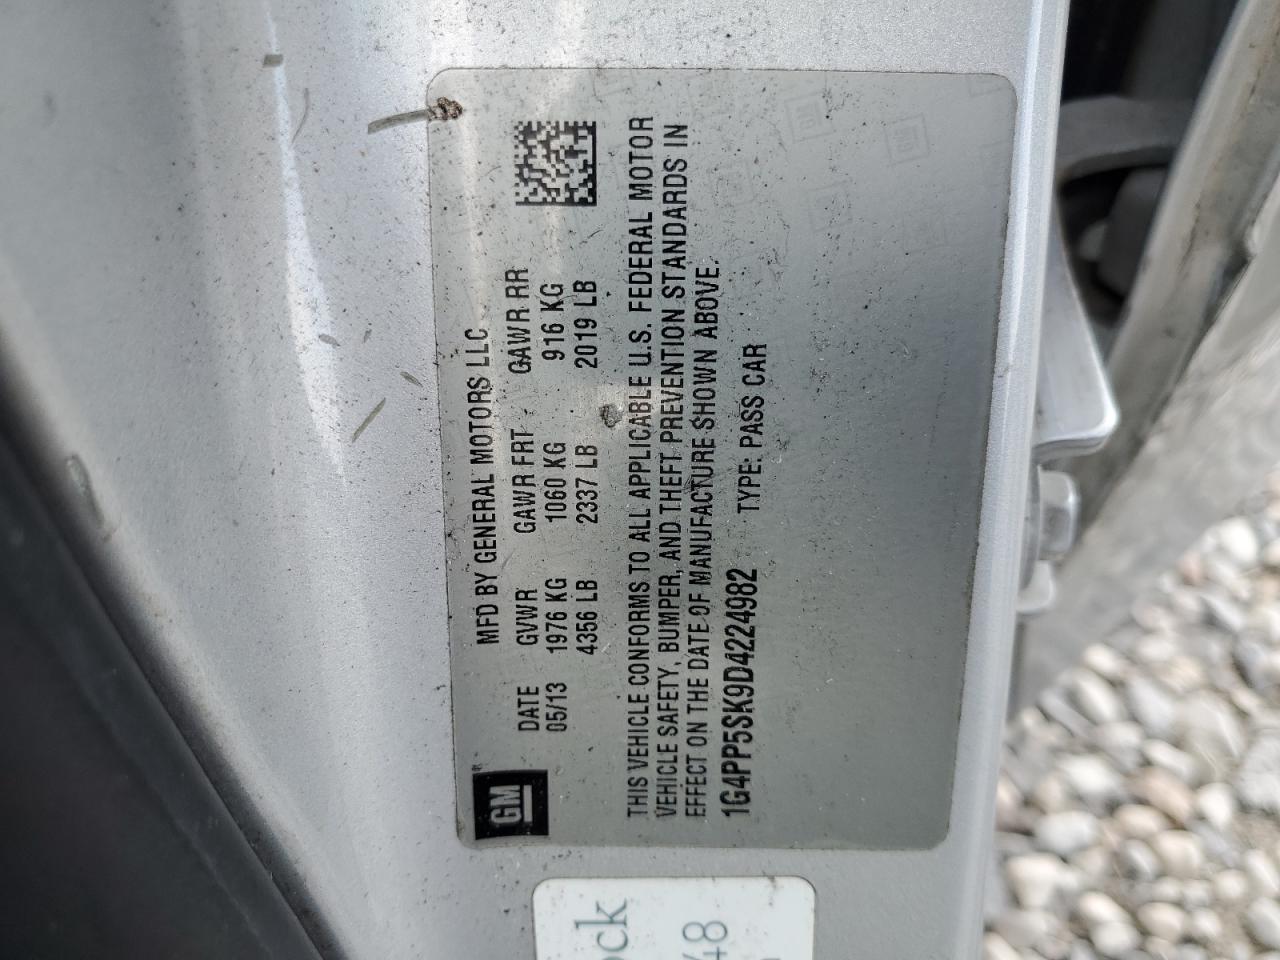 GM
MFD BY GENERAL MOTORS LLC
DATE GVWR GAWR FRT GAWR RR
05/13 1976 KG 1060 KG 916 KG
4356 LB 2337 LB 2019 LB
THIS VEHICLE CONFORMS TO ALL APPLICABLE U.S. FEDERAL MOTOR
VEHICLE SAFETY, BUMPER, AND THEFT PREVENTION STANDARDS IN
EFFECT ON THE DATE OF MANUFACTURE SHOWN ABOVE.
1G4PP5SK9D4224982 TYPE: PASS CAR
ock
48